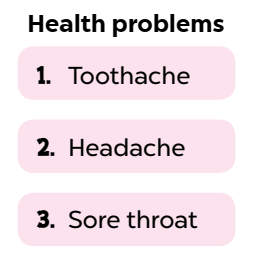 Health problems
1. Toothache
2. Headache
3. Sore throat